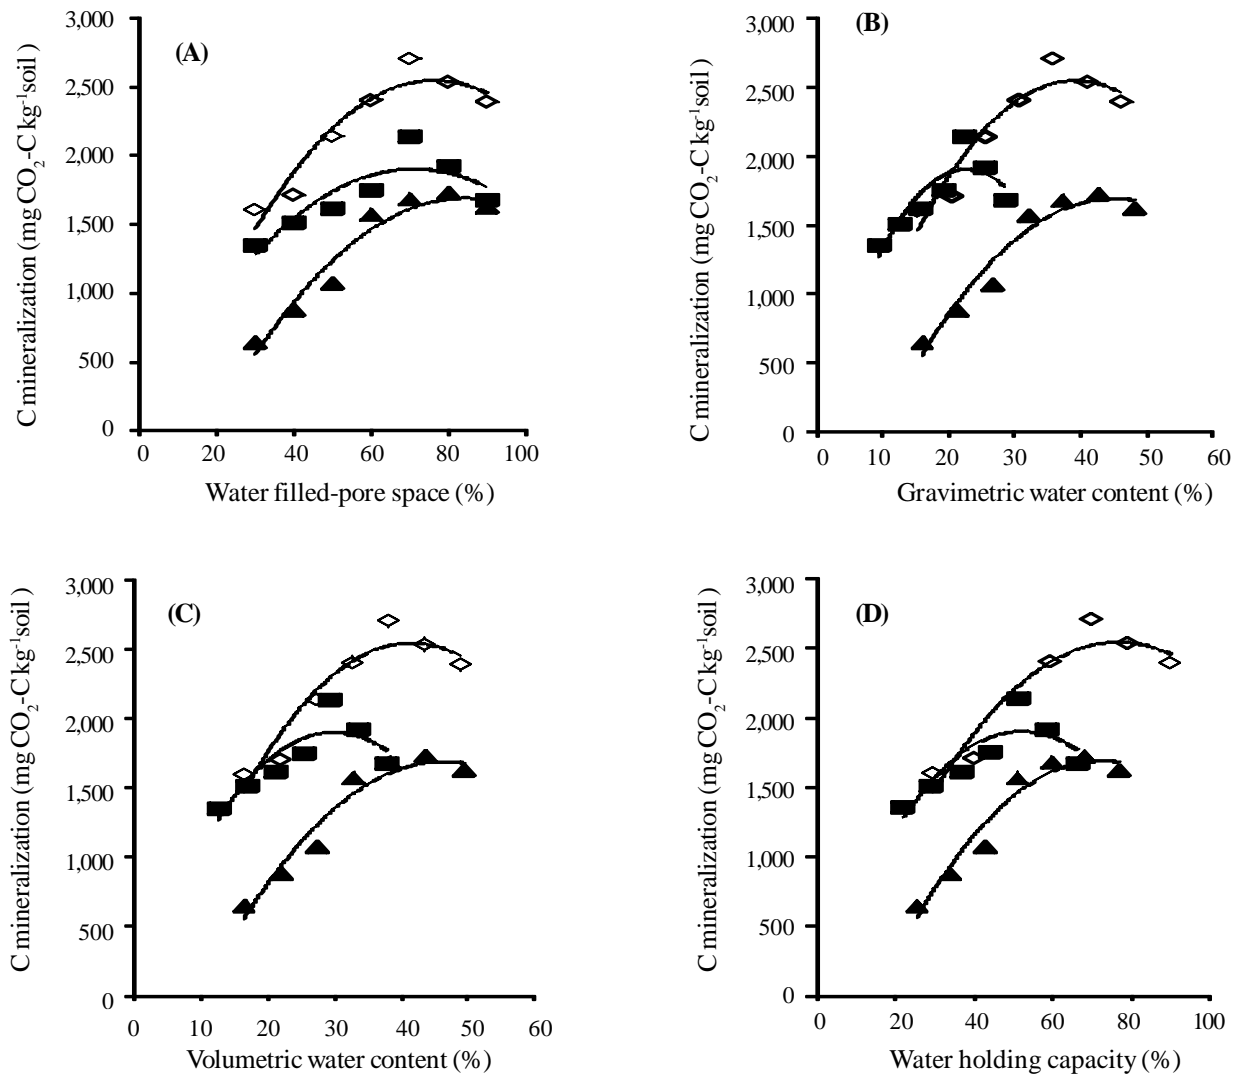 3,000
2,500
2,000
1,500
1,000
500
0
(A)
C mineralization (mg CO₂-C kg⁻¹soil )
0 20 40 60 80 100
Water filled-pore space (%)
3,000
2,500
2,000
1,500
1,000
500
0
(B)
C mineralization (mg CO₂-C kg⁻¹soil )
0 10 20 30 40 50 60
Gravimetric water content (%)
3,000
2,500
2,000
1,500
1,000
500
0
(C)
C mineralization (mg CO₂-C kg⁻¹soil )
0 10 20 30 40 50 60
Volumetric water content (%)
3,000
2,500
2,000
1,500
1,000
500
0
(D)
C mineralization (mg CO₂-C kg⁻¹soil )
0 20 40 60 80 100
Water holding capacity (%)